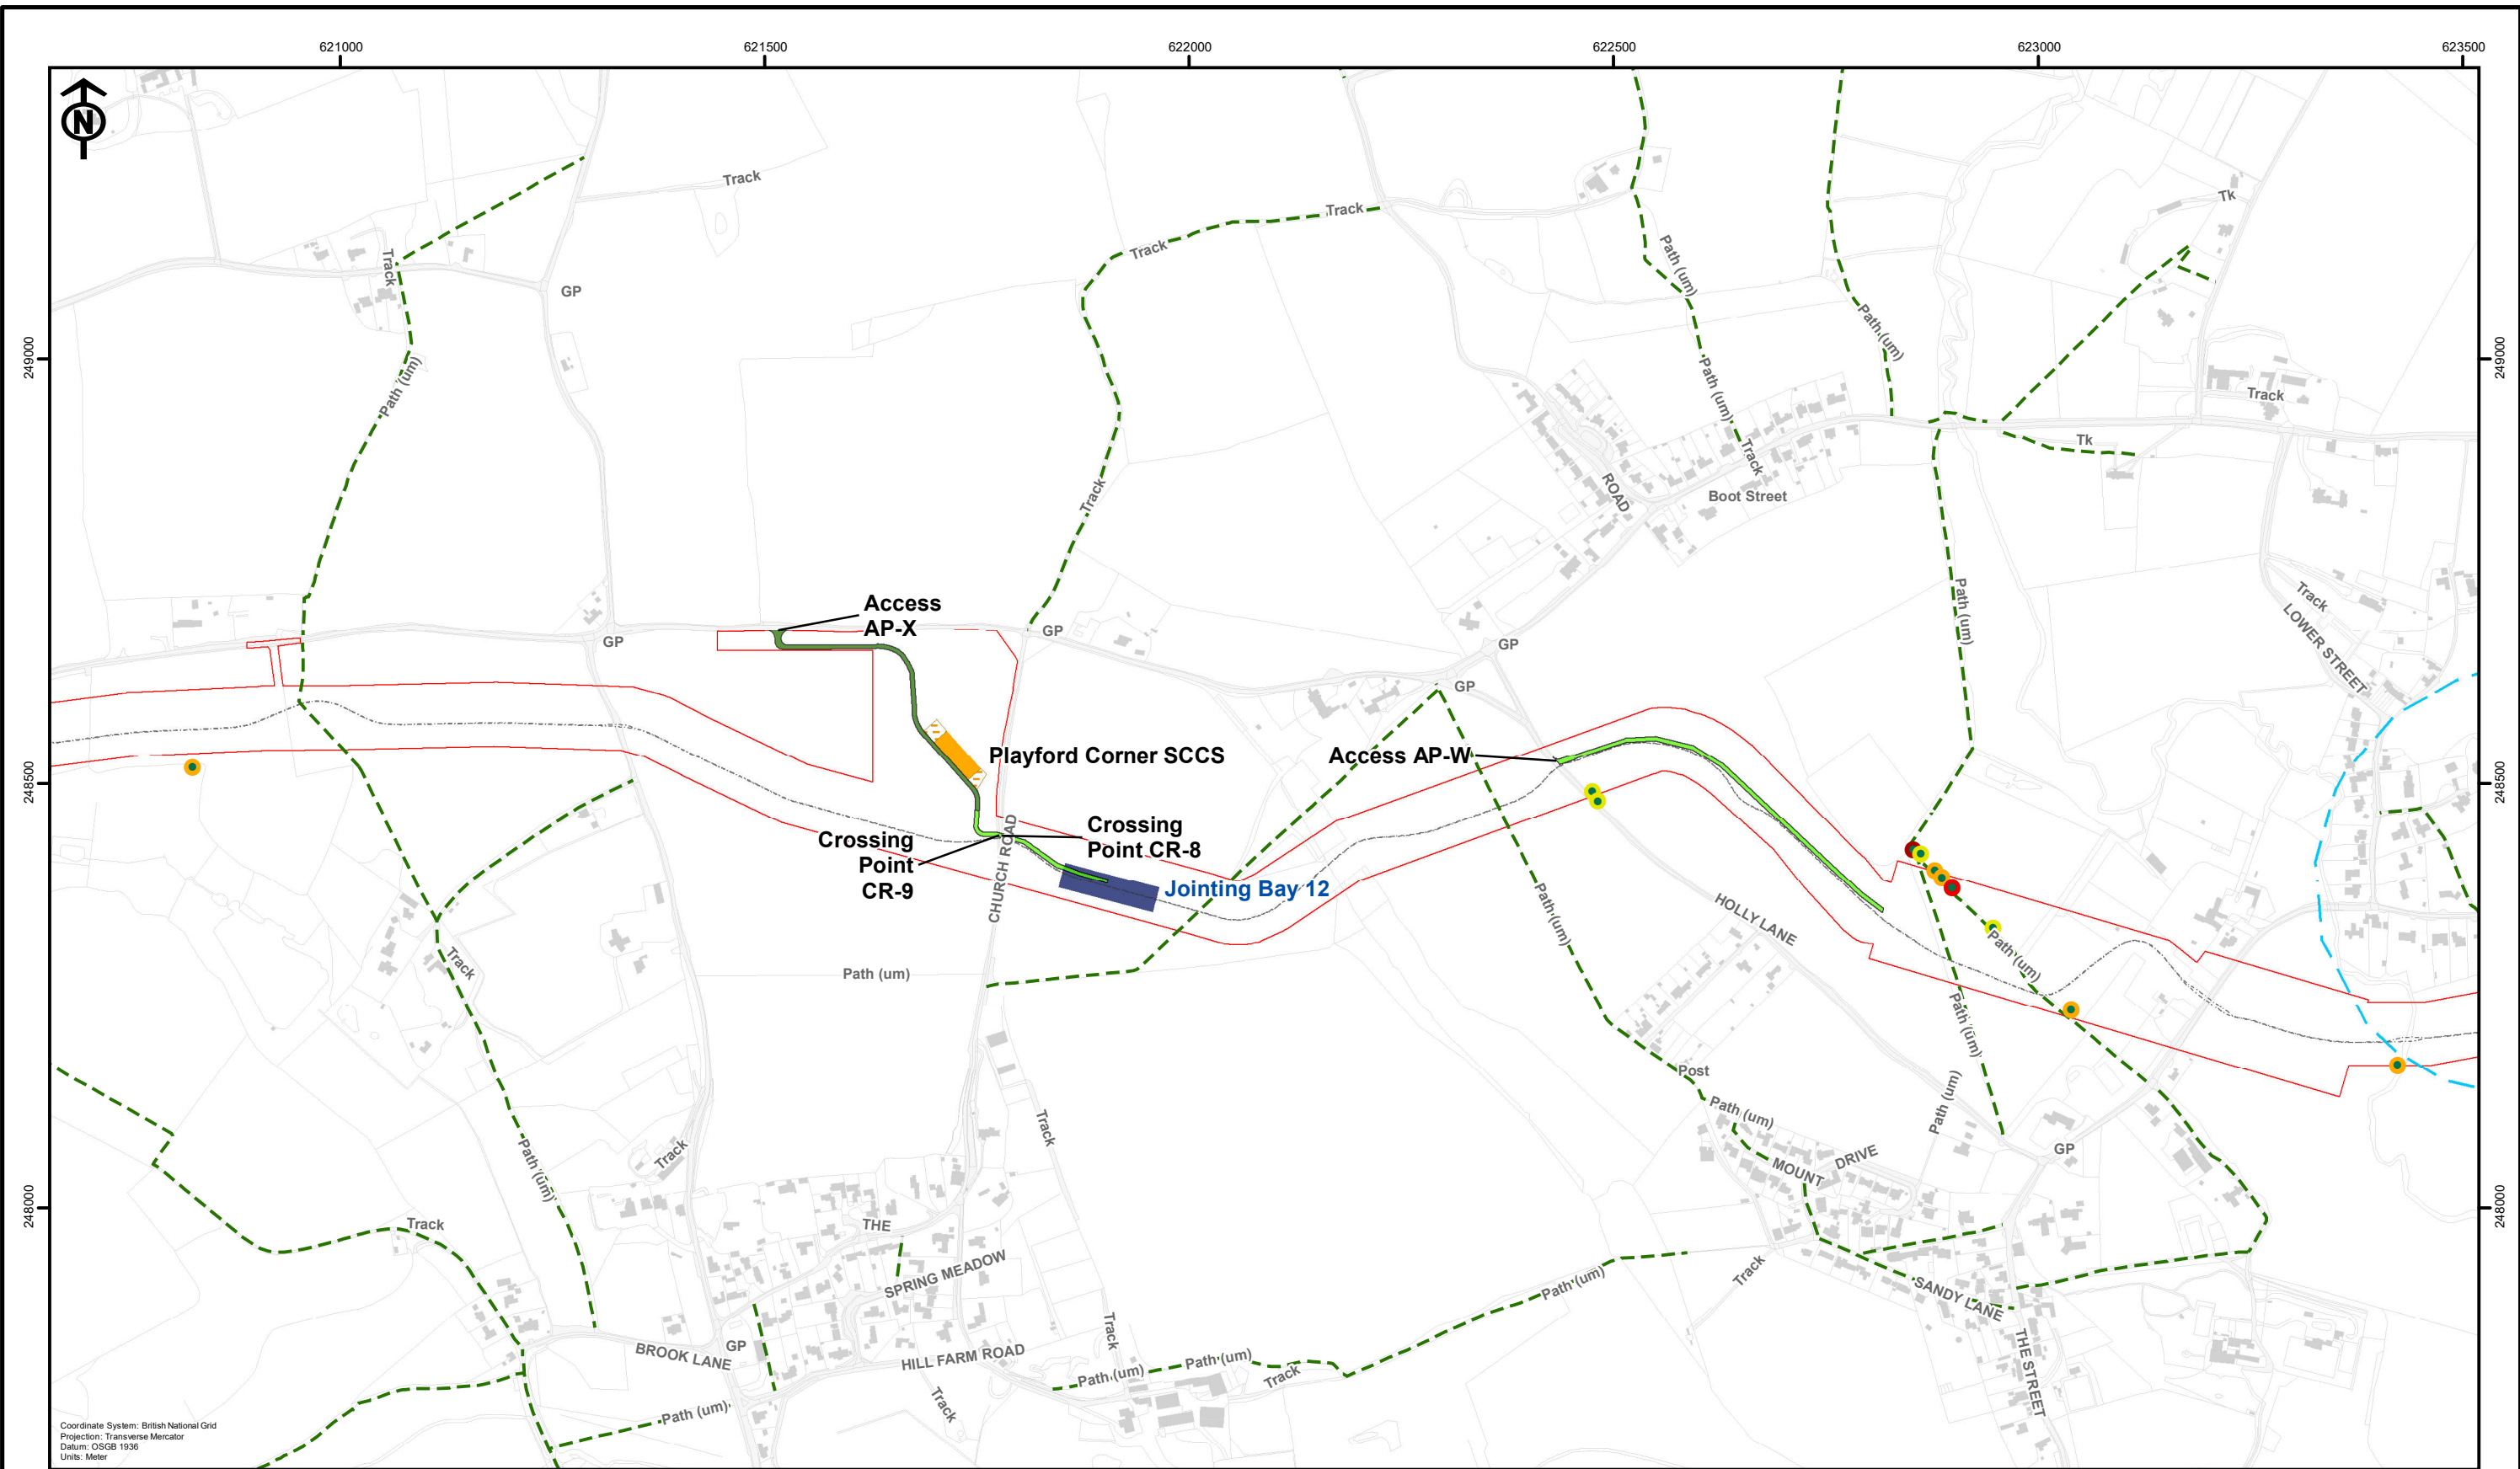 621000
621500
622000
622500
623000
623500
N
Track
Tk
Track
Track
Path (um)
Track
GP
Path (um)
249000
249000
Path (um)
Path (um)
Track
Tk
Track
ROAD
Boot Street
Track
Path (um)
Track
LOWER STREET
Access
AP-X
GP
GP
GP
GP
Playford Corner SCCS
Access AP-W
248500
248500
Crossing
Point CR-8
Crossing
Point
CR-9
CHURCH ROAD
Jointing Bay 12
Path (um)
HOLLY LANE
Path (um)
Track
Path (um)
Path (um)
Post
Path (um)
Path (um)
Track
Track
Path (um)
GP
MOUNT
DRIVE
248000
248000
Track
THE
SPRING MEADOW
Track
Path (um)
SANDY LANE
Track
GP
BROOK LANE
HILL FARM ROAD
Path (um)
Path (um)
Track
THE STREET
Track
Path (um)
Coordinate System: British National Grid
Projection: Transverse Mercator
Datum: OSGB 1936
Units: Meter